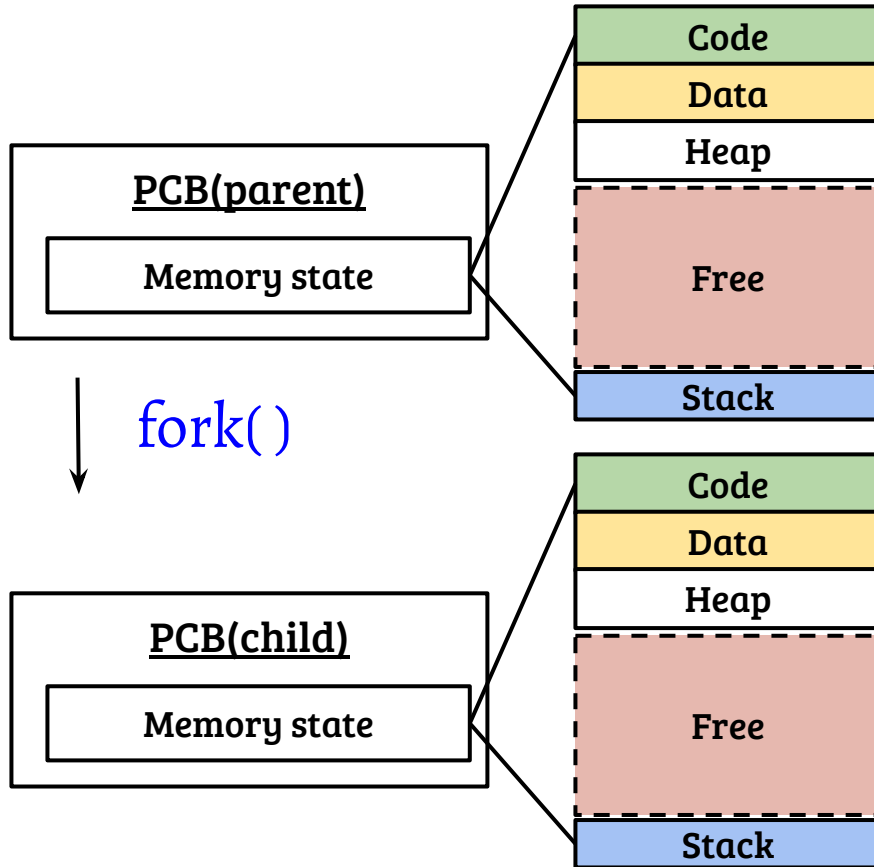 Code
Data
Heap
PCB(parent)
Memory state
Free
Stack
fork( )
Code
Data
Heap
PCB(child)
Memory state
Free
Stack